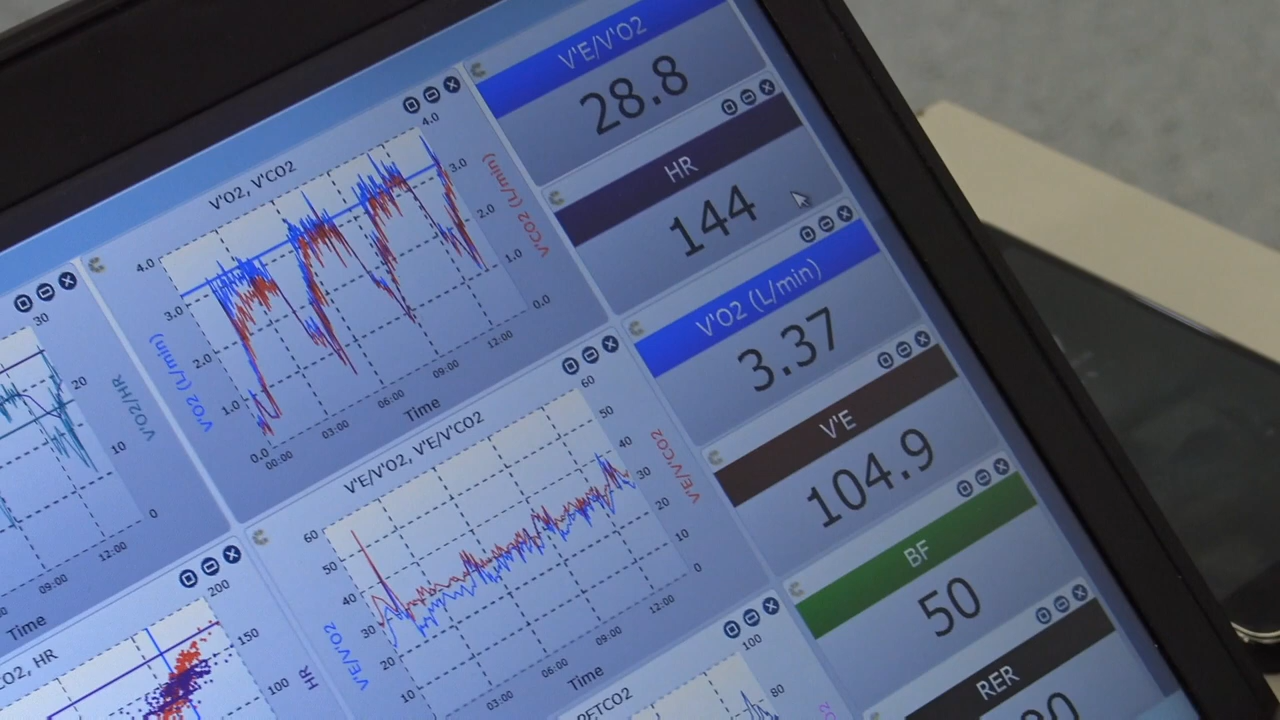 V'E/V'O2
28.8
HR
144
V'O2 (L/min)
3.37
V'E
104.9
BF
50
RER
V'O2, V'CO2
4.0
3.0
2.0
1.0
0.0
V'O2 (L/min)
4.0
3.0
2.0
1.0
0.0
V'CO2 (L/min)
00:00
03:00
06:00
09:00
12:00
Time
30
20
10
0
V'O2/HR
09:00
12:00
Time
V'E/V'O2, V'E/V'CO2
60
50
40
30
20
10
V'E/V'O2
60
50
40
30
20
10
0
V'E/V'CO2
03:00
06:00
09:00
12:00
Time
CO2, HR
200
150
100
HR
PETCO2
100
80